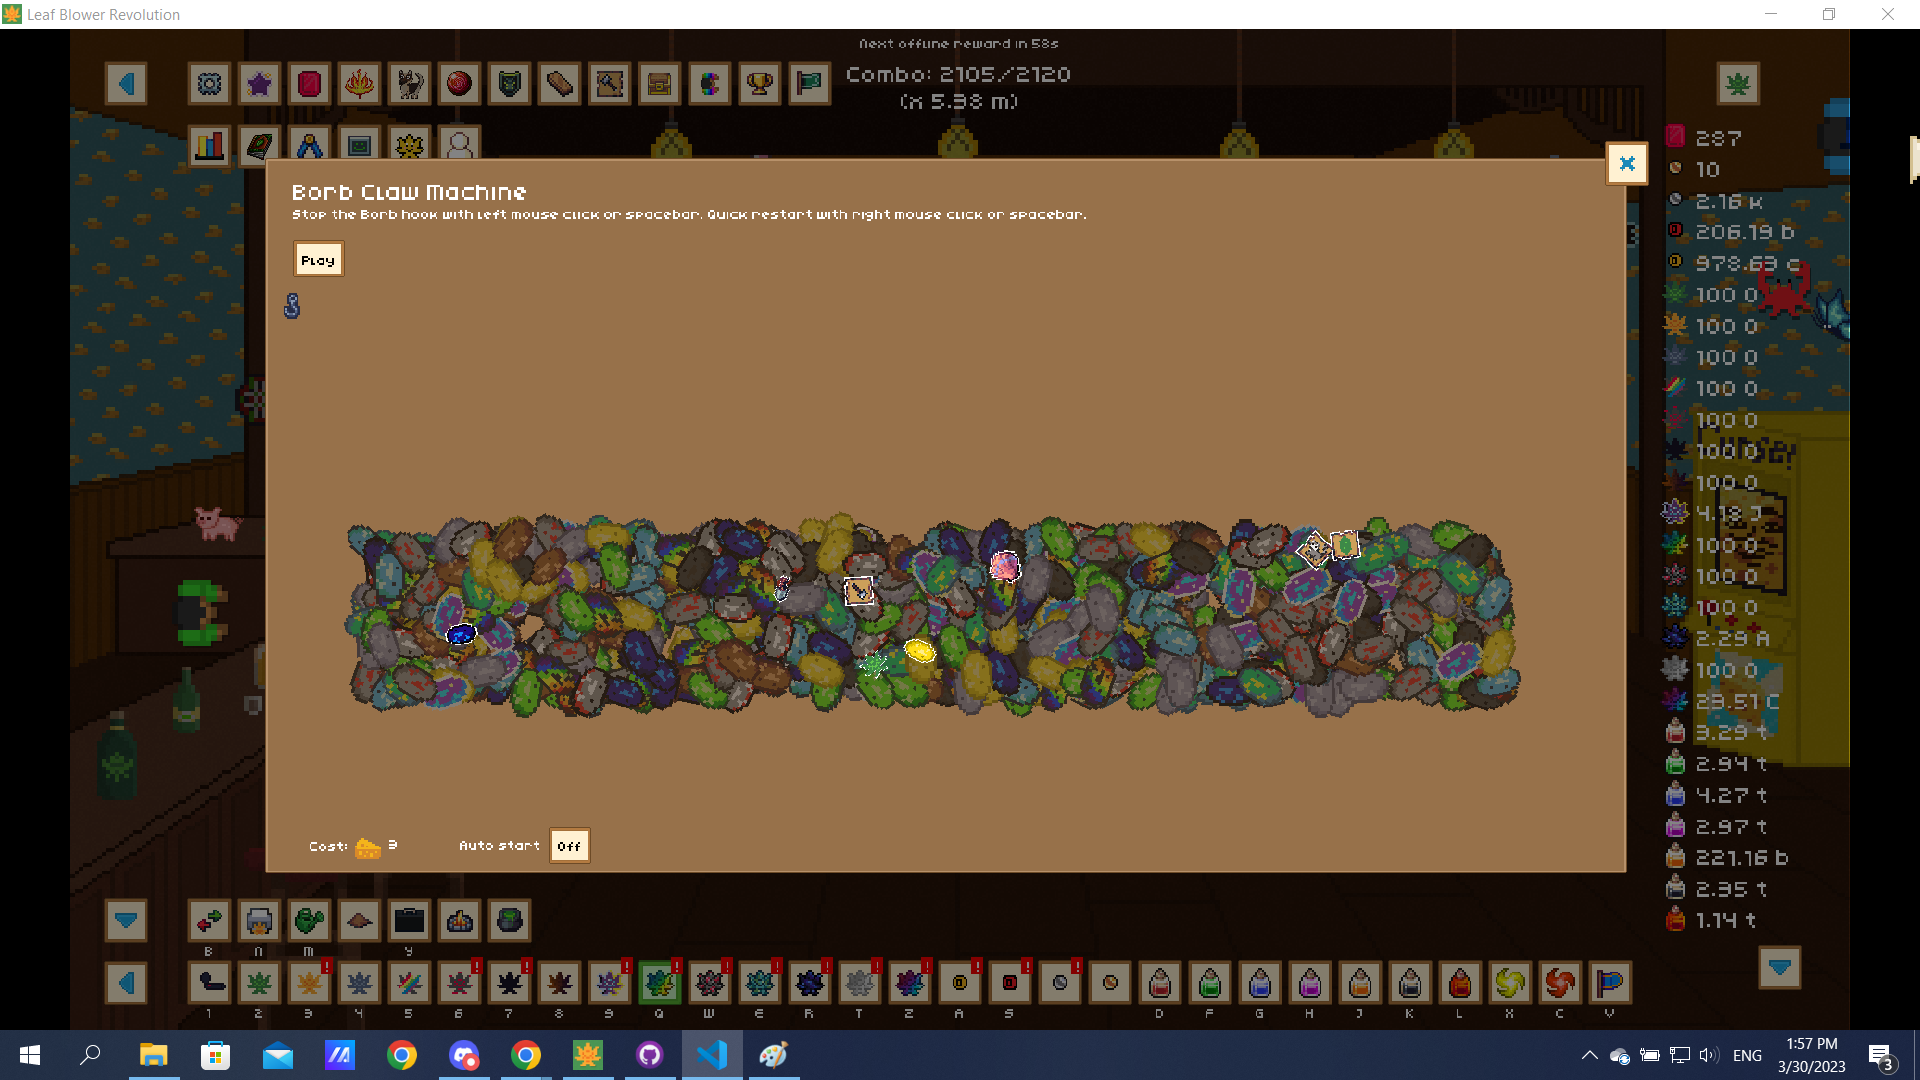 Leaf Blower Revolution
Next offline reward in 58s
Combo: 2105/2120
(x 5.38 m)
287
10
2.16 k
206.19 b
978.63 c
100 O
100 O
100 O
100 O
100 O
100 O
100 O
4.18 J
100 O
100 O
100 O
2.29 A
100 O
29.51 C
3.29 t
2.94 t
4.27 t
2.97 t
221.16 b
2.35 t
1.14 t
Borb Claw Machine
Stop the Borb hook with left mouse click or spacebar. Quick restart with right mouse click or spacebar.
Play
Cost: 3
Auto start Off
B N M Y
1 2 3 4 5 6 7 8 9 Q W E R T Z A S D F G H J K L X C V
ENG
1:57 PM
3/30/2023
3